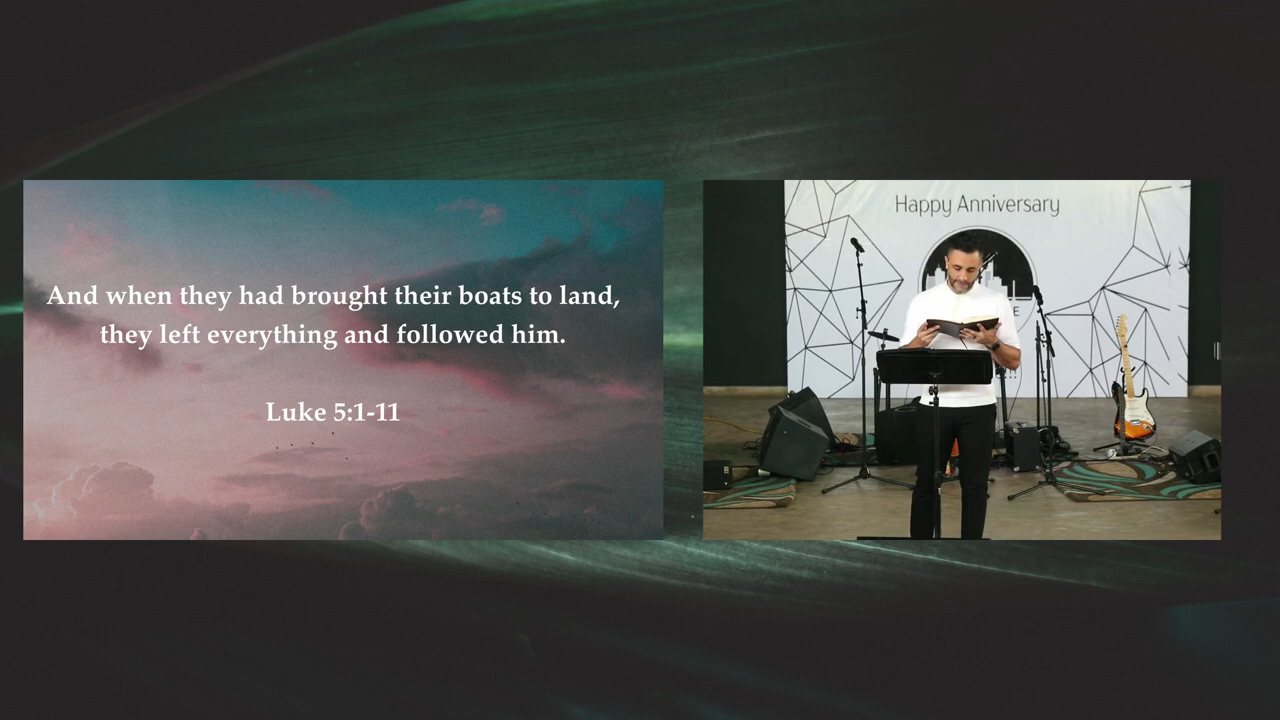 And when they had brought their boats to land,
they left everything and followed him.
Luke 5:1-11
Happy Anniversary